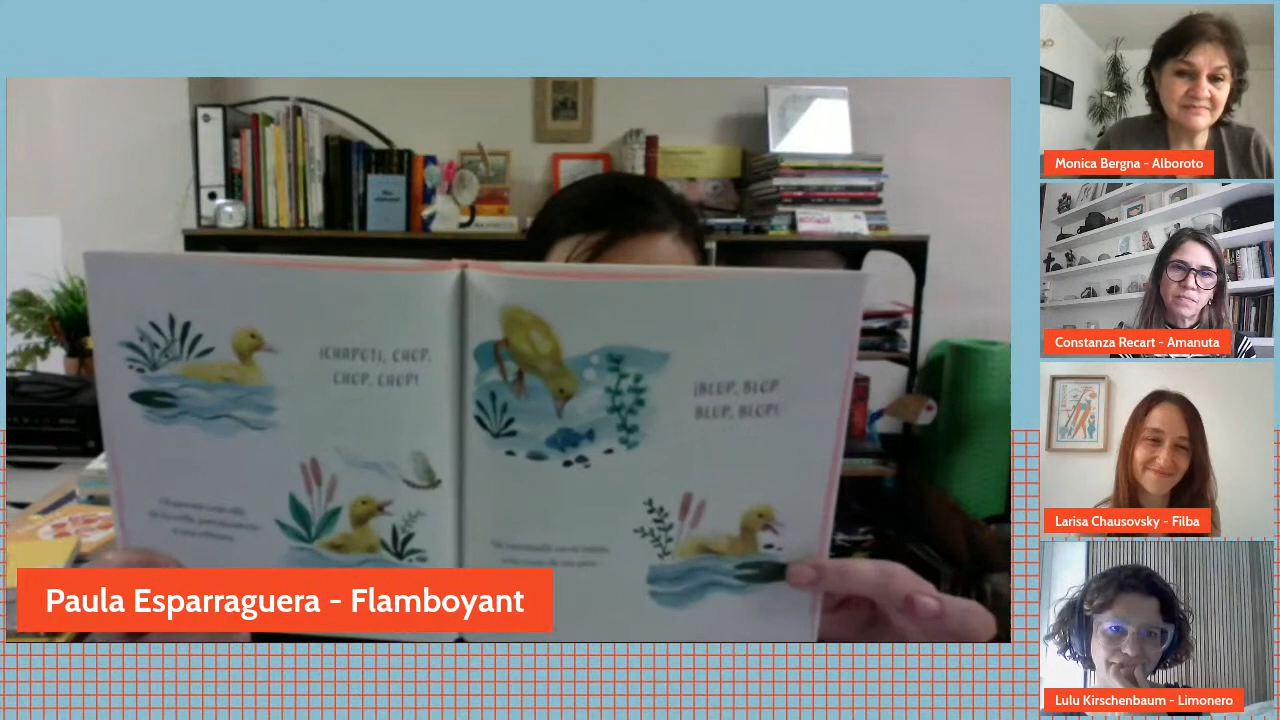 ¡CHAPOTI, CHOP,
CHOP, CHOP!
¡BLUP, BLOP
BLUP, BLOP!
Paula Esparraguera - Flamboyant
Monica Bergna - Alboroto
Constanza Recart - Amanuta
Larisa Chausovsky - Filba
Lulu Kirschenbaum - Limonero